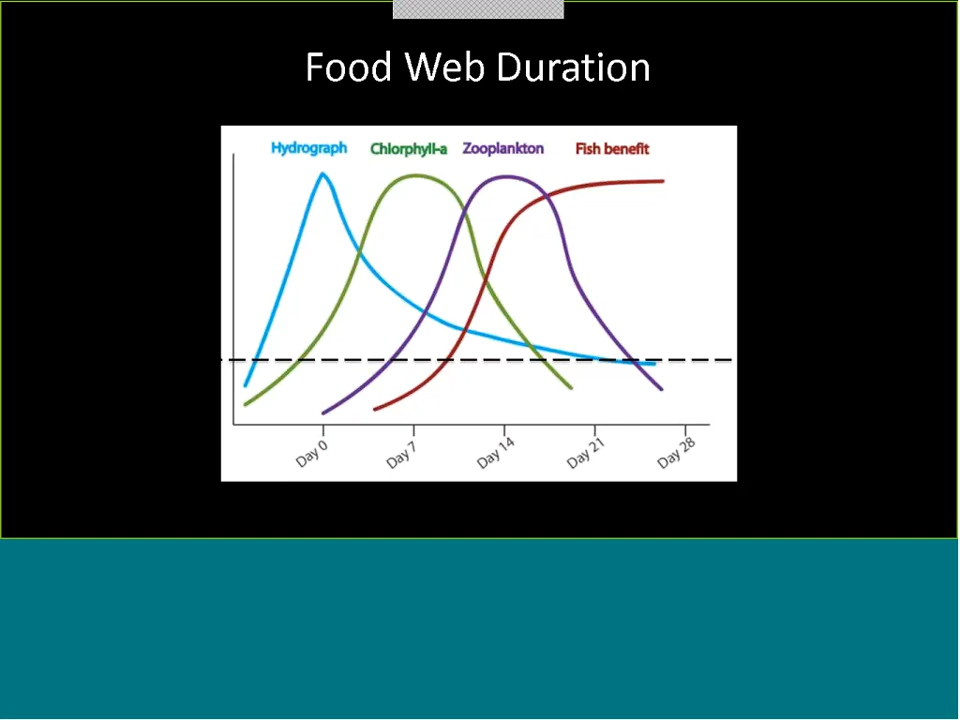 Food Web Duration
Hydrograph Chlorphyll-a Zooplankton Fish benefit
Day 0 Day 7 Day 14 Day 21 Day 28